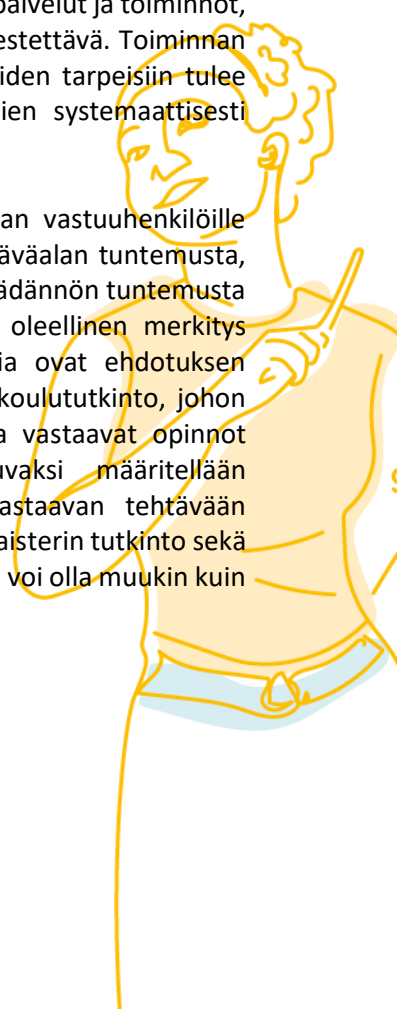 palvelut ja toiminnot,
estettävä. Toiminnan
iden tarpeisiin tulee
ien systemaattisesti
an vastuuhenkilöille
äväalan tuntemusta,
ädännön tuntemusta
oleellinen merkitys
ia ovat ehdotuksen
koulututkinto, johon
a vastaavat opinnot
uvaksi määritellään
astaavan tehtävään
aisterin tutkinto sekä
voi olla muukin kuin